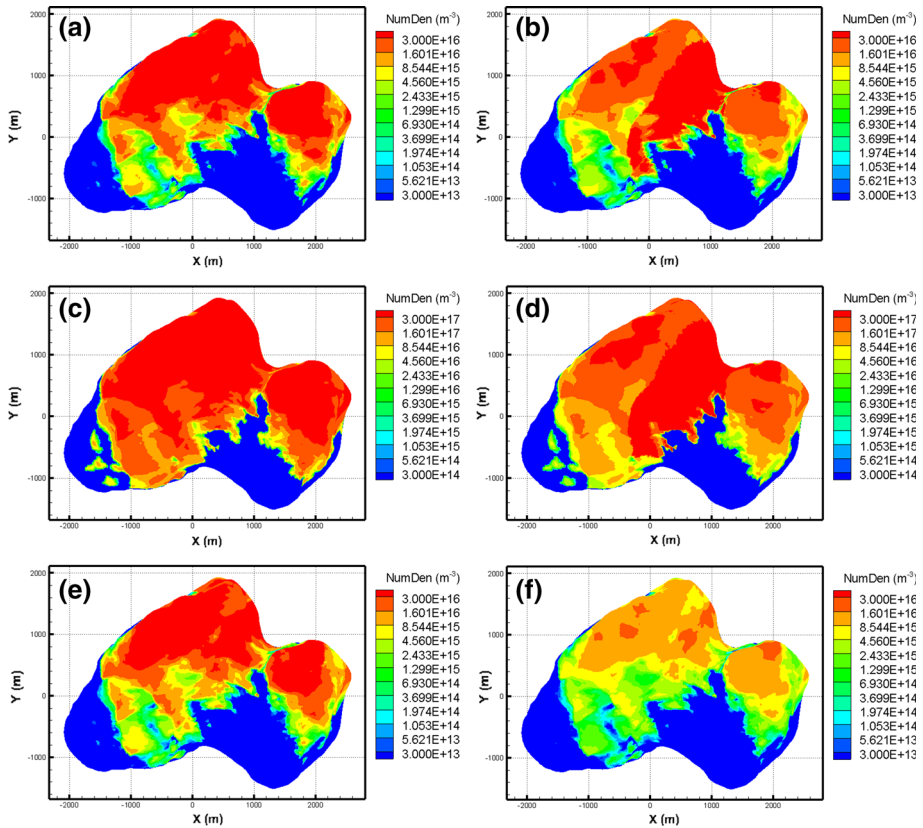 (a)
NumDen (m⁻³)
3.000E+16
1.601E+16
8.544E+15
4.560E+15
2.433E+15
1.299E+15
6.930E+14
3.699E+14
1.974E+14
1.053E+14
5.621E+13
3.000E+13
Y (m)
2000
1000
0
-1000
-2000
-1000
0
1000
2000
X (m)
(b)
NumDen (m⁻³)
3.000E+16
1.601E+16
8.544E+15
4.560E+15
2.433E+15
1.299E+15
6.930E+14
3.699E+14
1.974E+14
1.053E+14
5.621E+13
3.000E+13
Y (m)
2000
1000
0
-1000
-2000
-1000
0
1000
2000
X (m)
(c)
NumDen (m⁻³)
3.000E+17
1.601E+17
8.544E+16
4.560E+16
2.433E+16
1.299E+16
6.930E+15
3.699E+15
1.974E+15
1.053E+15
5.621E+14
3.000E+14
Y (m)
2000
1000
0
-1000
-2000
-1000
0
1000
2000
X (m)
(d)
NumDen (m⁻³)
3.000E+17
1.601E+17
8.544E+16
4.560E+16
2.433E+16
1.299E+16
6.930E+15
3.699E+15
1.974E+15
1.053E+15
5.621E+14
3.000E+14
Y (m)
2000
1000
0
-1000
-2000
-1000
0
1000
2000
X (m)
(e)
NumDen (m⁻³)
3.000E+16
1.601E+16
8.544E+15
4.560E+15
2.433E+15
1.299E+15
6.930E+14
3.699E+14
1.974E+14
1.053E+14
5.621E+13
3.000E+13
Y (m)
2000
1000
0
-1000
-2000
-1000
0
1000
2000
X (m)
(f)
NumDen (m⁻³)
3.000E+16
1.601E+16
8.544E+15
4.560E+15
2.433E+15
1.299E+15
6.930E+14
3.699E+14
1.974E+14
1.053E+14
5.621E+13
3.000E+13
Y (m)
2000
1000
0
-1000
-2000
-1000
0
1000
2000
X (m)